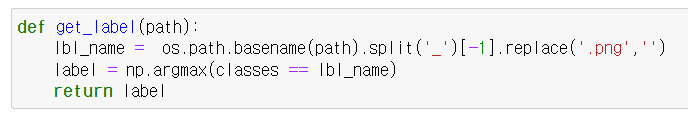 def get_label(path):
    lbl_name =  os.path.basename(path).split('_')[-1].replace('.png','')
    label = np.argmax(classes == lbl_name)
    return label